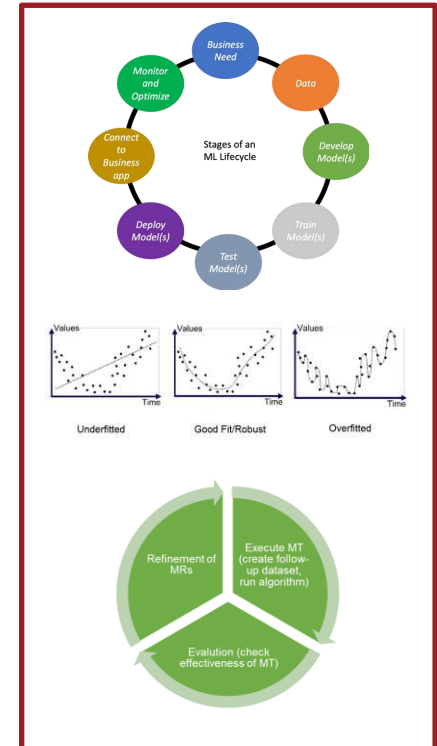 Business
Need
Data
Develop
Model(s)
Train
Model(s)
Test
Model(s)
Deploy
Model(s)
Connect
to
Business
app
Monitor
and
Optimize
Stages of an
ML Lifecycle
Values
Time
Underfitted
Values
Time
Good Fit/Robust
Values
Time
Overfitted
Refinement of
MRs
Execute MT
(create follow-
up dataset,
run algorithm)
Evalution (check
effectiveness of MT)